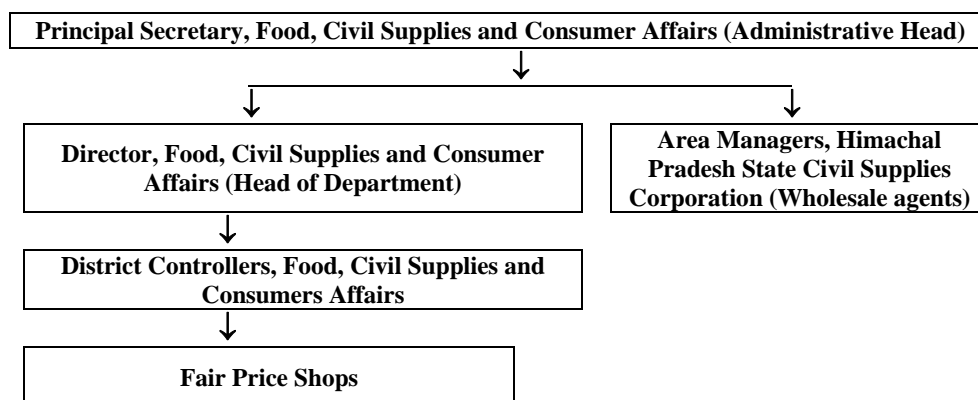 Principal Secretary, Food, Civil Supplies and Consumer Affairs (Administrative Head)
Director, Food, Civil Supplies and Consumer
Affairs (Head of Department)
Area Managers, Himachal
Pradesh State Civil Supplies
Corporation (Wholesale agents)
District Controllers, Food, Civil Supplies and
Consumers Affairs
Fair Price Shops